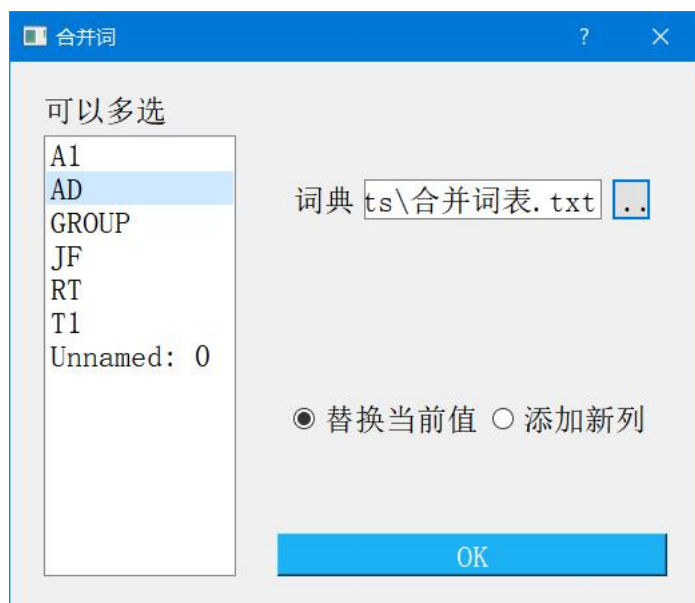 合并词
?
可以多选
A1
AD
GROUP
JF
RT
T1
Unnamed: 0
词典 ts\合并词表.txt ..
替换当前值 添加新列
OK